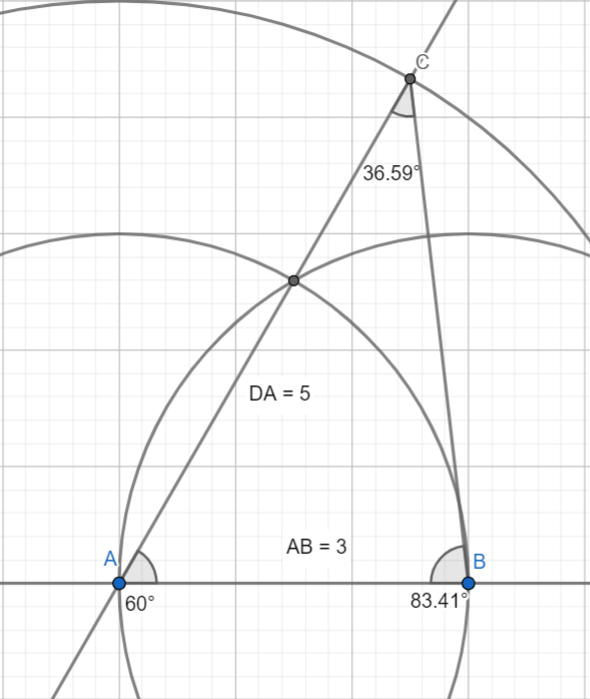 C
36.59°
DA = 5
AB = 3
A
B
60°
83.41°